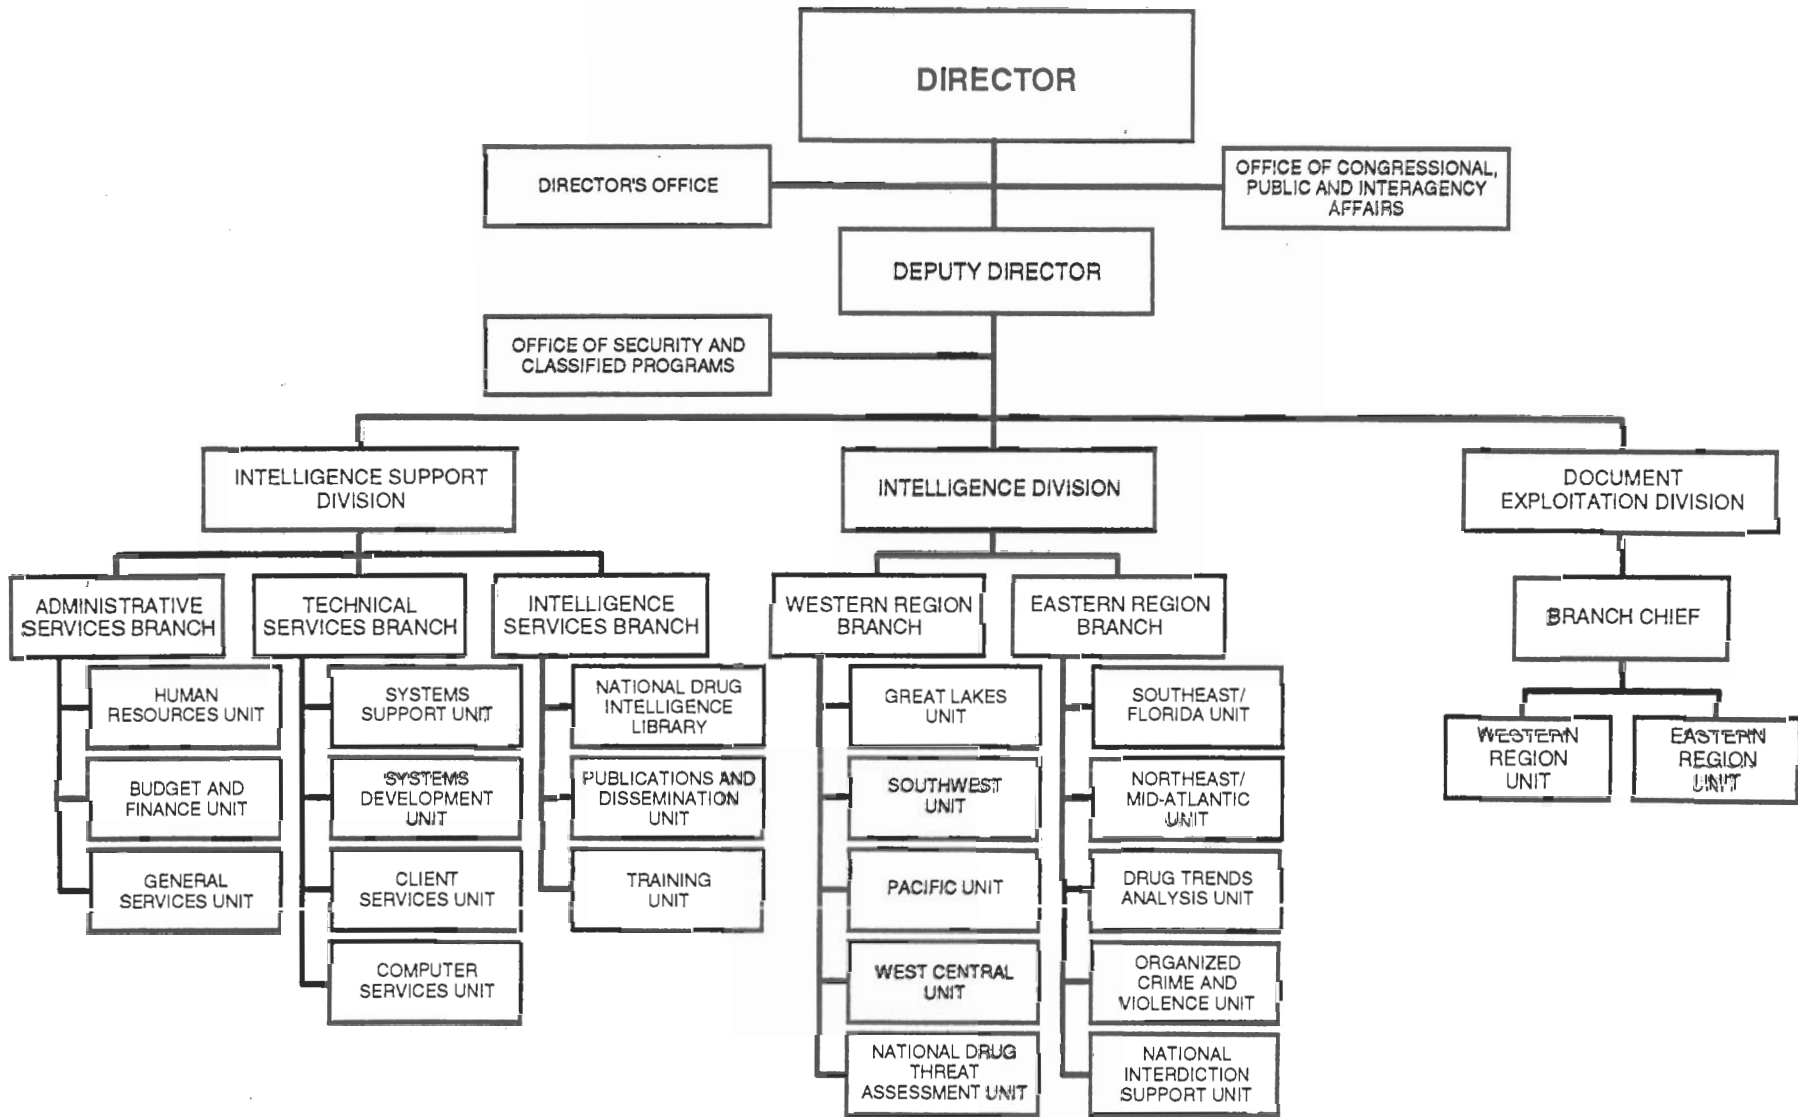 DIRECTOR
DIRECTOR'S OFFICE
OFFICE OF CONGRESSIONAL,
PUBLIC AND INTERAGENCY
AFFAIRS
DEPUTY DIRECTOR
OFFICE OF SECURITY AND
CLASSIFIED PROGRAMS
INTELLIGENCE SUPPORT
DIVISION
INTELLIGENCE DIVISION
DOCUMENT
EXPLOITATION DIVISION
ADMINISTRATIVE
SERVICES BRANCH
TECHNICAL
SERVICES BRANCH
INTELLIGENCE
SERVICES BRANCH
WESTERN REGION
BRANCH
EASTERN REGION
BRANCH
BRANCH CHIEF
HUMAN
RESOURCES UNIT
BUDGET AND
FINANCE UNIT
GENERAL
SERVICES UNIT
SYSTEMS
SUPPORT UNIT
SYSTEMS
DEVELOPMENT
UNIT
CLIENT
SERVICES UNIT
COMPUTER
SERVICES UNIT
NATIONAL DRUG
INTELLIGENCE
LIBRARY
PUBLICATIONS AND
DISSEMINATION
UNIT
TRAINING
UNIT
GREAT LAKES
UNIT
SOUTHWEST
UNIT
PACIFIC UNIT
WEST CENTRAL
UNIT
NATIONAL DRUG
THREAT
ASSESSMENT UNIT
SOUTHEAST/
FLORIDA UNIT
NORTHEAST/
MID-ATLANTIC
UNIT
DRUG TRENDS
ANALYSIS UNIT
ORGANIZED
CRIME AND
VIOLENCE UNIT
NATIONAL
INTERDICTION
SUPPORT UNIT
WESTERN
REGION
UNIT
EASTERN
REGION
UNIT